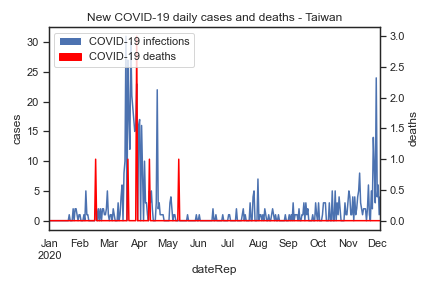 New COVID-19 daily cases and deaths - Taiwan
COVID-19 infections
COVID-19 deaths
cases
30
25
20
15
10
5
0
deaths
3.0
2.5
2.0
1.5
1.0
0.5
0.0
Jan Feb Mar Apr May Jun Jul Aug Sep Oct Nov Dec
2020
dateRep